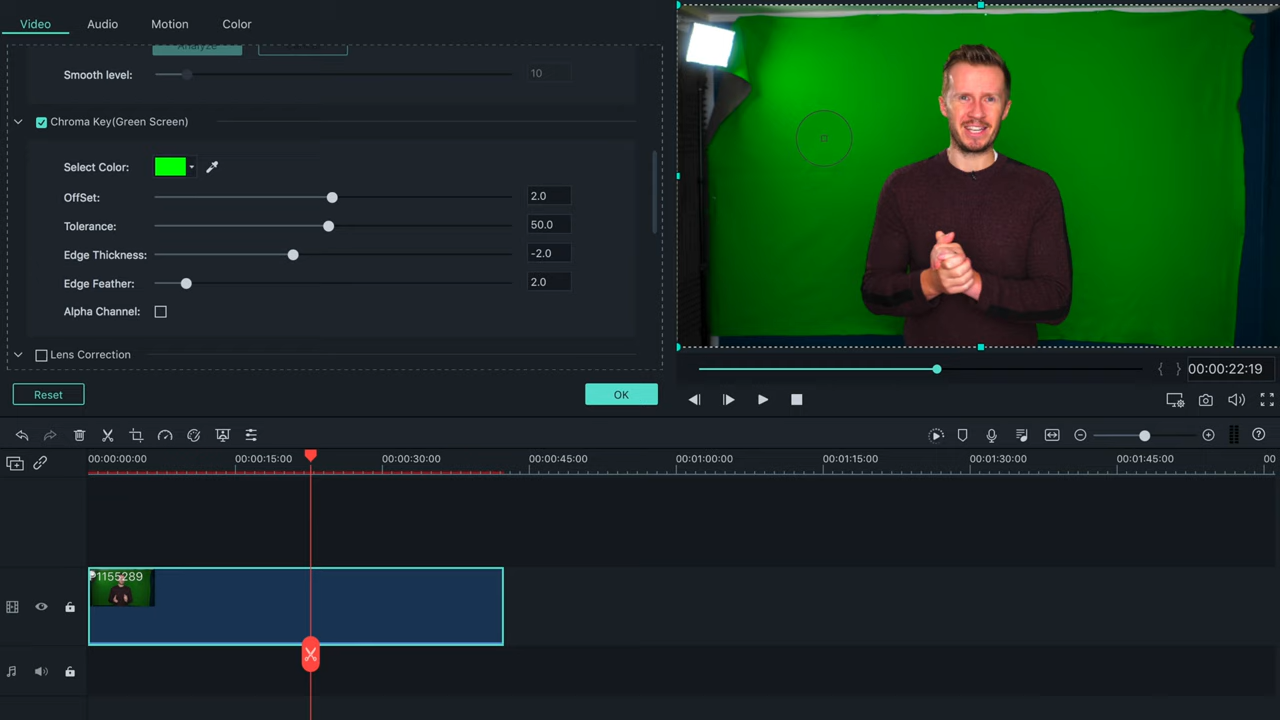 Video Audio Motion Color
Analyze
Smooth level: 10
Chroma Key(Green Screen)
Select Color:
OffSet: 2.0
Tolerance: 50.0
Edge Thickness: -2.0
Edge Feather: 2.0
Alpha Channel:
Lens Correction
Reset OK
{ } 00:00:22:19
00:00:00:00 00:00:15:00 00:00:30:00 00:00:45:00 00:01:00:00 00:01:15:00 00:01:30:00 00:01:45:00 00
P1155289